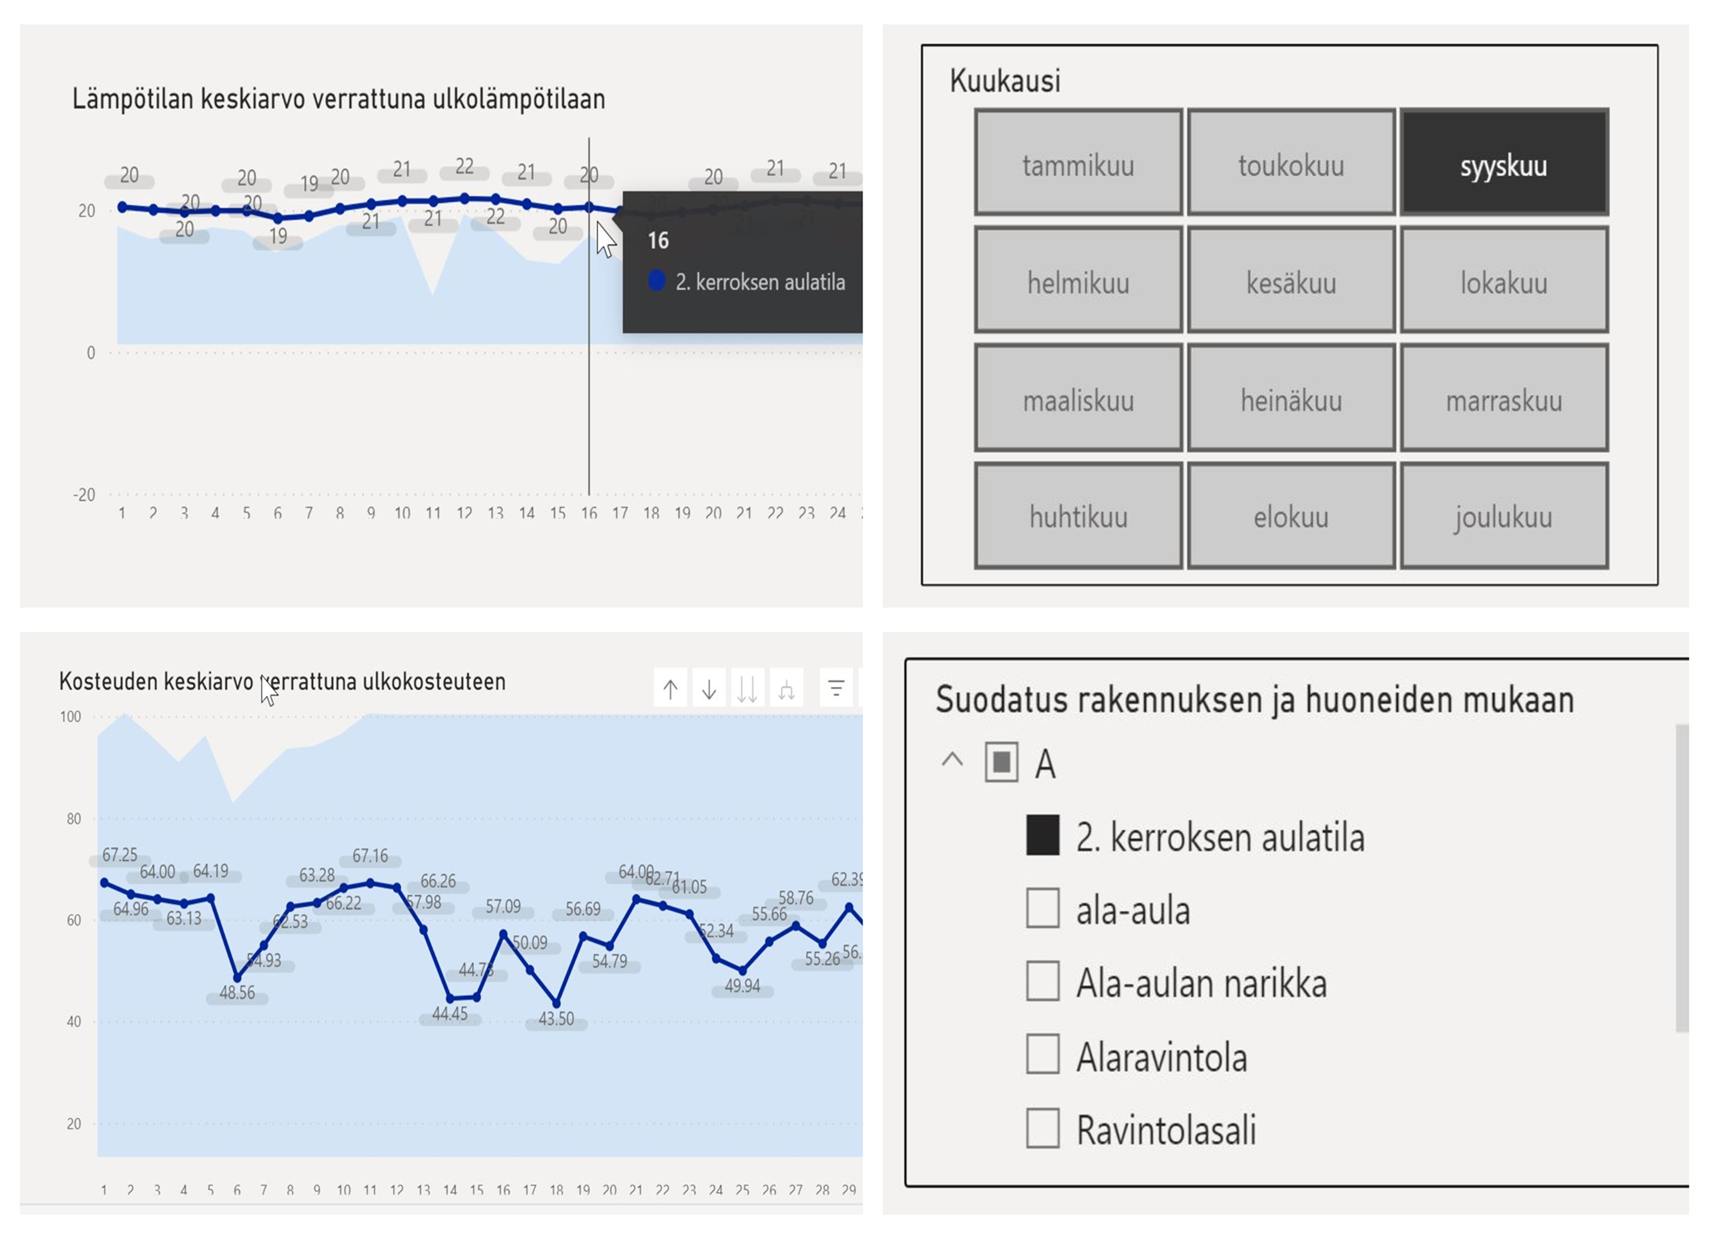 Lämpötilan keskiarvo verrattuna ulkolämpötilaan
20 20 20 20 20 20 19 19 20 21 21 21 22 22 21 20 20 20 21 21
20
0
-20
16
2. kerroksen aulatila
1 2 3 4 5 6 7 8 9 10 11 12 13 14 15 16 17 18 19 20 21 22 23 24
Kuukausi
tammikuu toukokuu syyskuu
helmikuu kesäkuu lokakuu
maaliskuu heinäkuu marraskuu
huhtikuu elokuu joulukuu
Kosteuden keskiarvo verrattuna ulkokosteuteen
100
80
60
40
20
67.25 64.96 64.00 63.13 64.19 48.56 54.93 62.53 63.28 66.22 67.16 66.26 57.98 44.45 57.09 50.09 43.50 56.69 54.79 64.00 62.71 61.05 52.34 49.94 55.66 58.76 55.26 62.39
1 2 3 4 5 6 7 8 9 10 11 12 13 14 15 16 17 18 19 20 21 22 23 24 25 26 27 28 29
Suodatus rakennuksen ja huoneiden mukaan
A
2. kerroksen aulatila
ala-aula
Ala-aulan narikka
Alaravintola
Ravintolasali